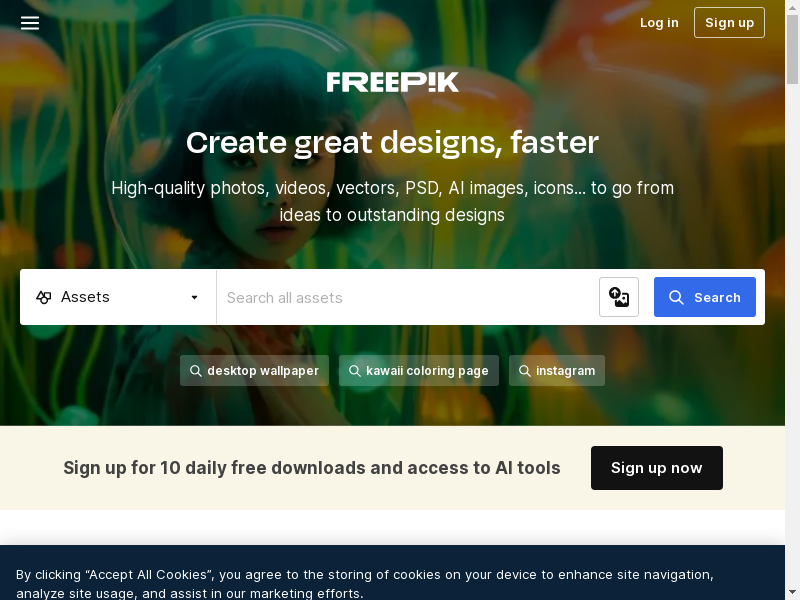 Log in
Sign up
FREEPIK
Create great designs, faster
High-quality photos, videos, vectors, PSD, AI images, icons... to go from
ideas to outstanding designs
Assets
Search all assets
Search
desktop wallpaper
kawaii coloring page
instagram
Sign up for 10 daily free downloads and access to AI tools
Sign up now
By clicking “Accept All Cookies”, you agree to the storing of cookies on your device to enhance site navigation,
analyze site usage, and assist in our marketing efforts.